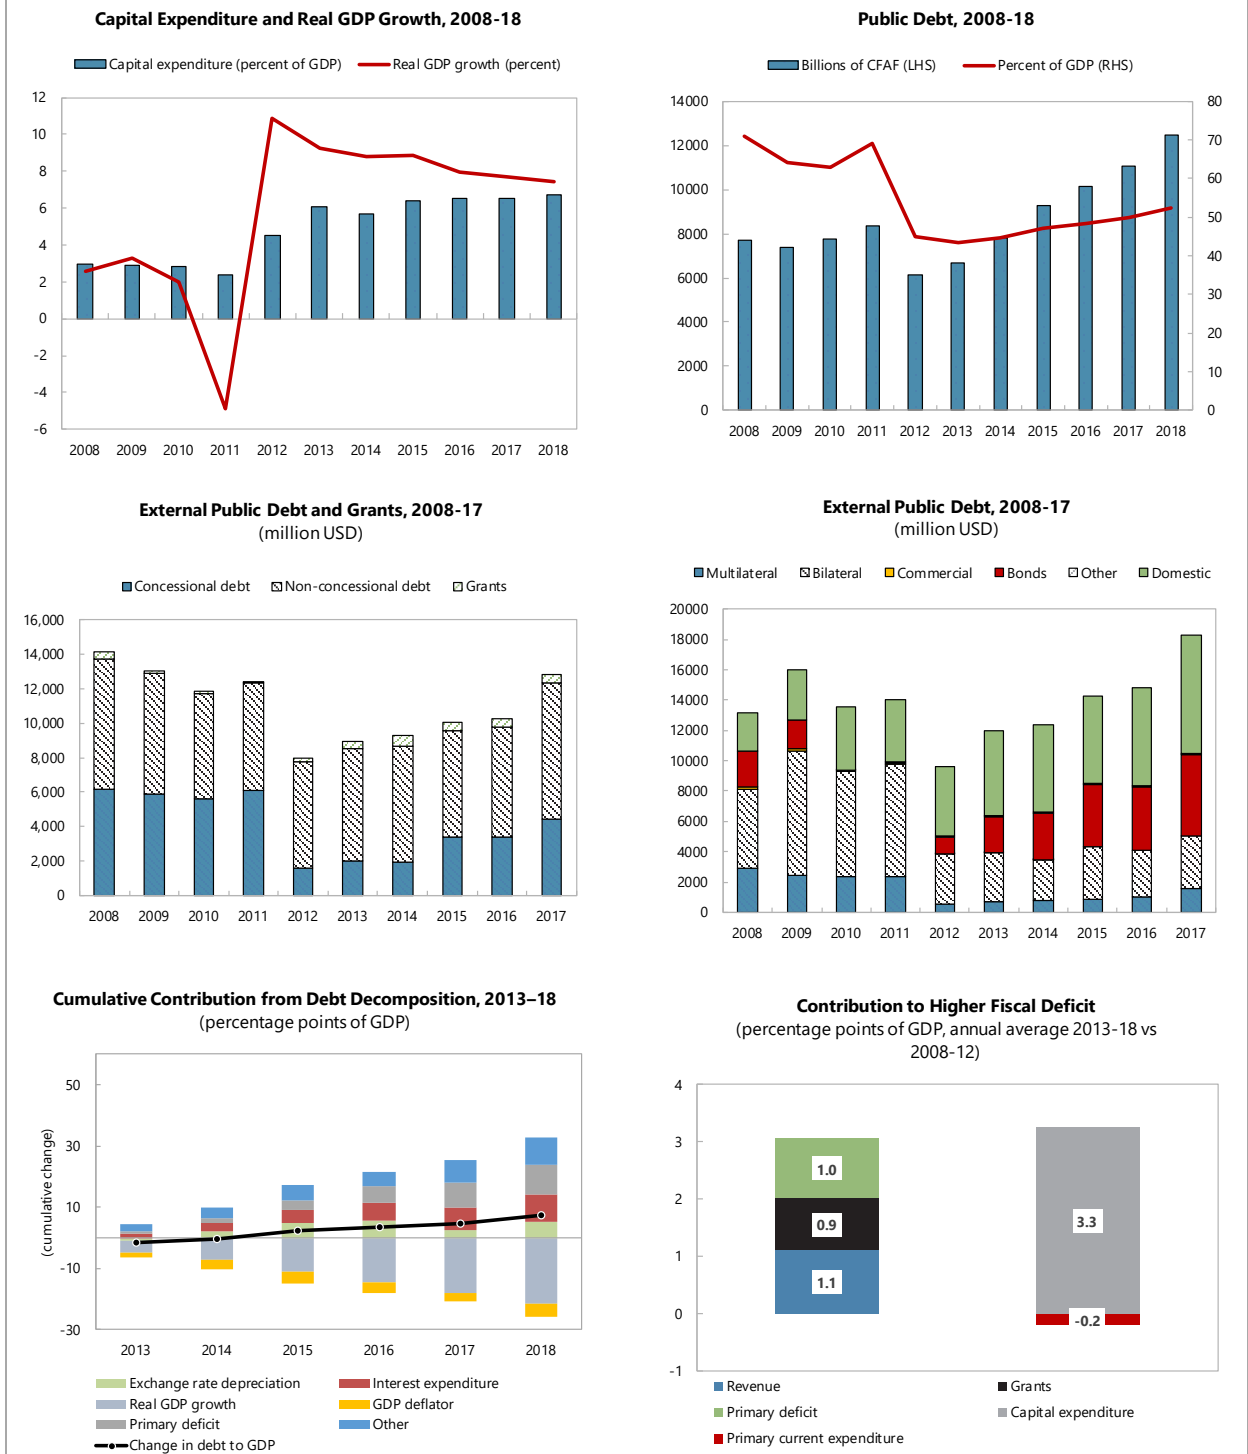 Capital Expenditure and Real GDP Growth, 2008-18
Capital expenditure (percent of GDP)
Real GDP growth (percent)
12
10
8
6
4
2
0
-2
-4
-6
2008 2009 2010 2011 2012 2013 2014 2015 2016 2017 2018
Public Debt, 2008-18
Billions of CFAF (LHS)
Percent of GDP (RHS)
14000
12000
10000
8000
6000
4000
2000
0
80
70
60
50
40
30
20
10
0
2008 2009 2010 2011 2012 2013 2014 2015 2016 2017 2018
External Public Debt and Grants, 2008-17
(million USD)
Concessional debt
Non-concessional debt
Grants
16,000
14,000
12,000
10,000
8,000
6,000
4,000
2,000
0
2008 2009 2010 2011 2012 2013 2014 2015 2016 2017
External Public Debt, 2008-17
(million USD)
Multilateral
Bilateral
Commercial
Bonds
Other
Domestic
20000
18000
16000
14000
12000
10000
8000
6000
4000
2000
0
2008 2009 2010 2011 2012 2013 2014 2015 2016 2017
Cumulative Contribution from Debt Decomposition, 2013–18
(percentage points of GDP)
(cumulative change)
50
30
10
-10
-30
2013 2014 2015 2016 2017 2018
Exchange rate depreciation
Interest expenditure
Real GDP growth
GDP deflator
Primary deficit
Other
Change in debt to GDP
Contribution to Higher Fiscal Deficit
(percentage points of GDP, annual average 2013-18 vs
2008-12)
4
3
2
1
0
-1
1.0
0.9
1.1
3.3
-0.2
Revenue
Grants
Primary deficit
Capital expenditure
Primary current expenditure